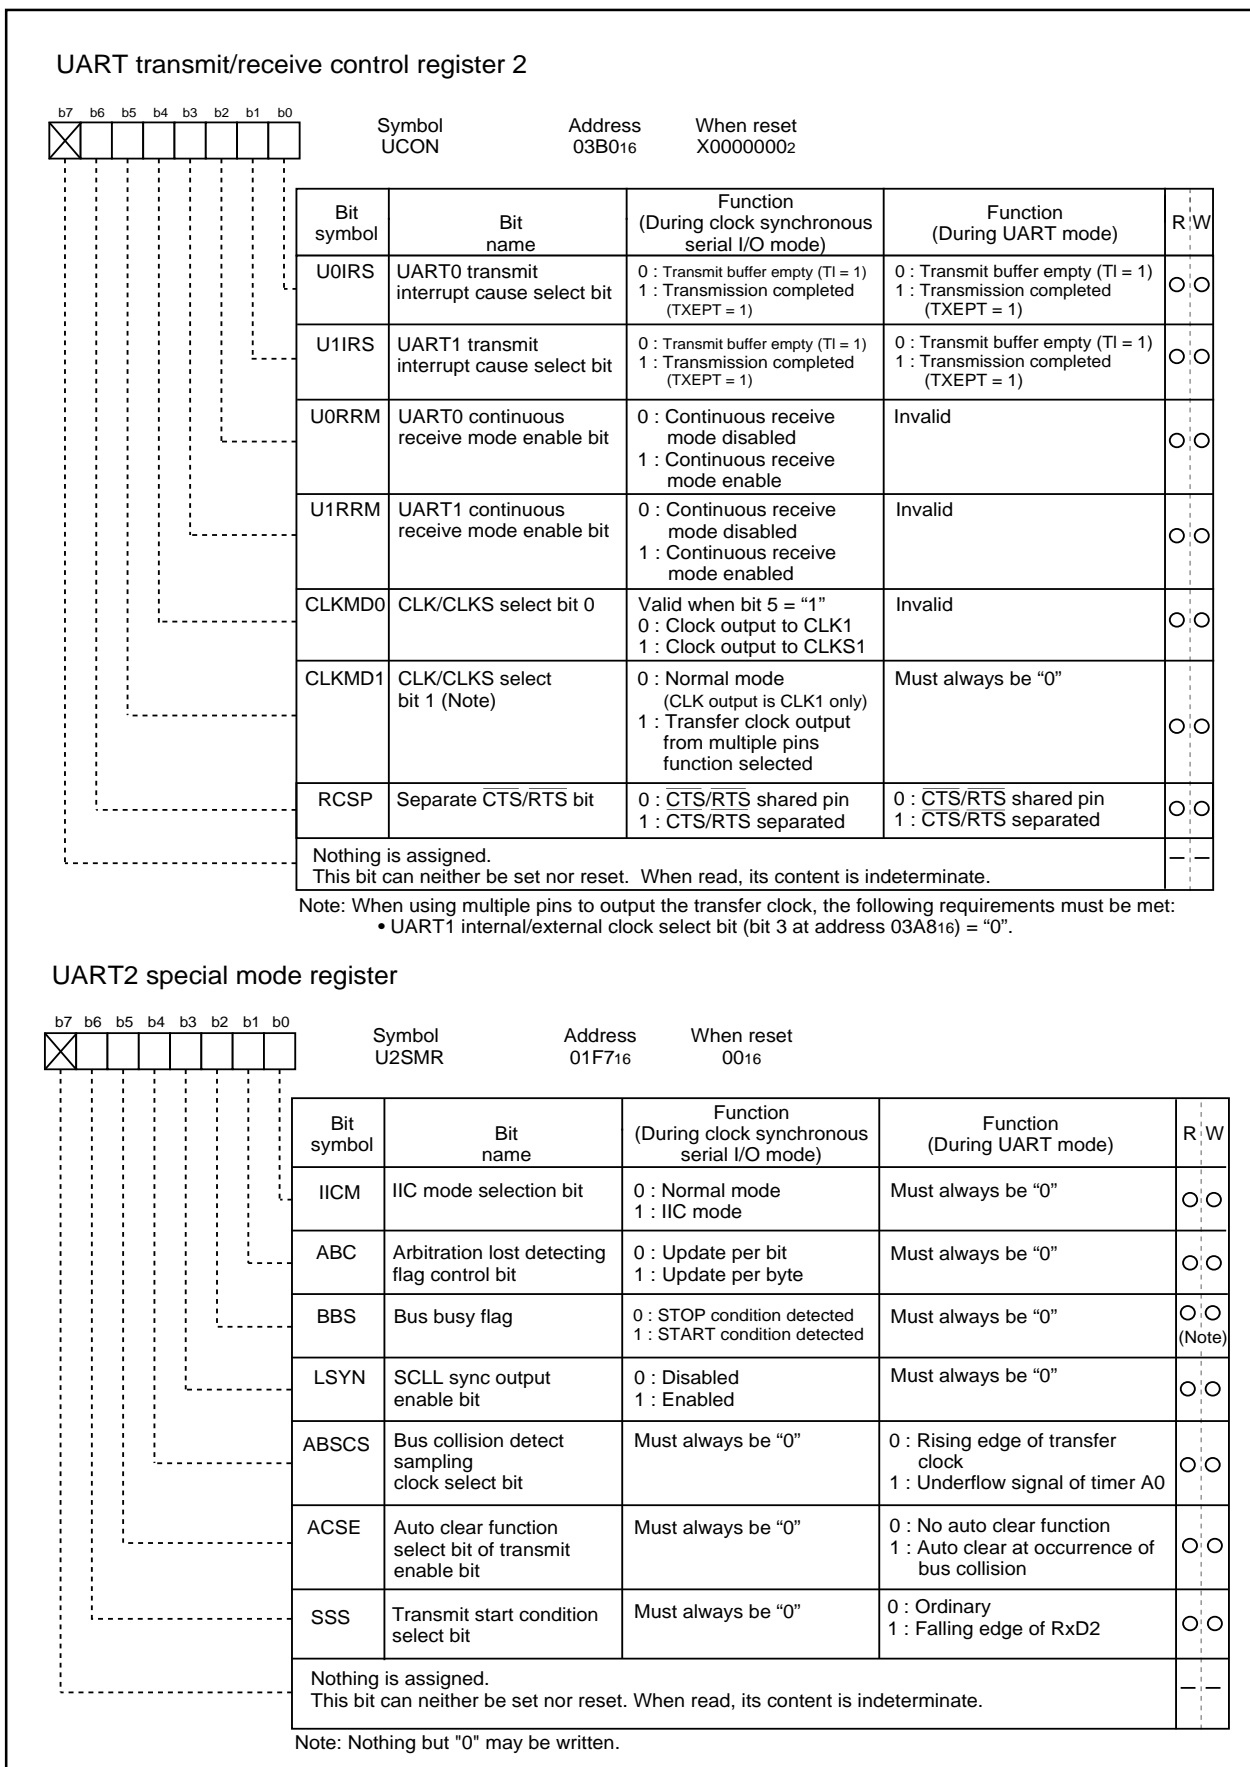 UART transmit/receive control register 2
b7 b6 b5 b4 b3 b2 b1 b0
Symbol Address When reset
UCON 03B016 X00000002
Bit symbol Bit name Function (During clock synchronous serial I/O mode) Function (During UART mode) R W
U0IRS UART0 transmit interrupt cause select bit
0 : Transmit buffer empty (TI = 1)
1 : Transmission completed
(TXEPT = 1)
0 : Transmit buffer empty (TI = 1)
1 : Transmission completed
(TXEPT = 1)
U1IRS UART1 transmit interrupt cause select bit
0 : Transmit buffer empty (TI = 1)
1 : Transmission completed
(TXEPT = 1)
0 : Transmit buffer empty (TI = 1)
1 : Transmission completed
(TXEPT = 1)
U0RRM UART0 continuous receive mode enable bit
0 : Continuous receive
mode disabled
1 : Continuous receive
mode enable
Invalid
U1RRM UART1 continuous receive mode enable bit
0 : Continuous receive
mode disabled
1 : Continuous receive
mode enabled
Invalid
CLKMD0 CLK/CLKS select bit 0
Valid when bit 5 = “1”
0 : Clock output to CLK1
1 : Clock output to CLKS1
Invalid
CLKMD1 CLK/CLKS select bit 1 (Note)
0 : Normal mode
(CLK output is CLK1 only)
1 : Transfer clock output
from multiple pins
function selected
Must always be “0”
RCSP Separate CTS/RTS bit
0 : CTS/RTS shared pin
1 : CTS/RTS separated
0 : CTS/RTS shared pin
1 : CTS/RTS separated
Nothing is assigned.
This bit can neither be set nor reset. When read, its content is indeterminate.
Note: When using multiple pins to output the transfer clock, the following requirements must be met:
• UART1 internal/external clock select bit (bit 3 at address 03A816) = “0”.
UART2 special mode register
b7 b6 b5 b4 b3 b2 b1 b0
Symbol Address When reset
U2SMR 01F716 0016
Bit symbol Bit name Function (During clock synchronous serial I/O mode) Function (During UART mode) R W
IICM IIC mode selection bit
0 : Normal mode
1 : IIC mode
Must always be “0”
ABC Arbitration lost detecting flag control bit
0 : Update per bit
1 : Update per byte
Must always be “0”
BBS Bus busy flag
0 : STOP condition detected
1 : START condition detected
Must always be “0”
(Note)
LSYN SCLL sync output enable bit
0 : Disabled
1 : Enabled
Must always be “0”
ABSCS Bus collision detect sampling clock select bit
Must always be “0”
0 : Rising edge of transfer
clock
1 : Underflow signal of timer A0
ACSE Auto clear function select bit of transmit enable bit
Must always be “0”
0 : No auto clear function
1 : Auto clear at occurrence of
bus collision
SSS Transmit start condition select bit
Must always be “0”
0 : Ordinary
1 : Falling edge of RxD2
Nothing is assigned.
This bit can neither be set nor reset. When read, its content is indeterminate.
Note: Nothing but "0" may be written.